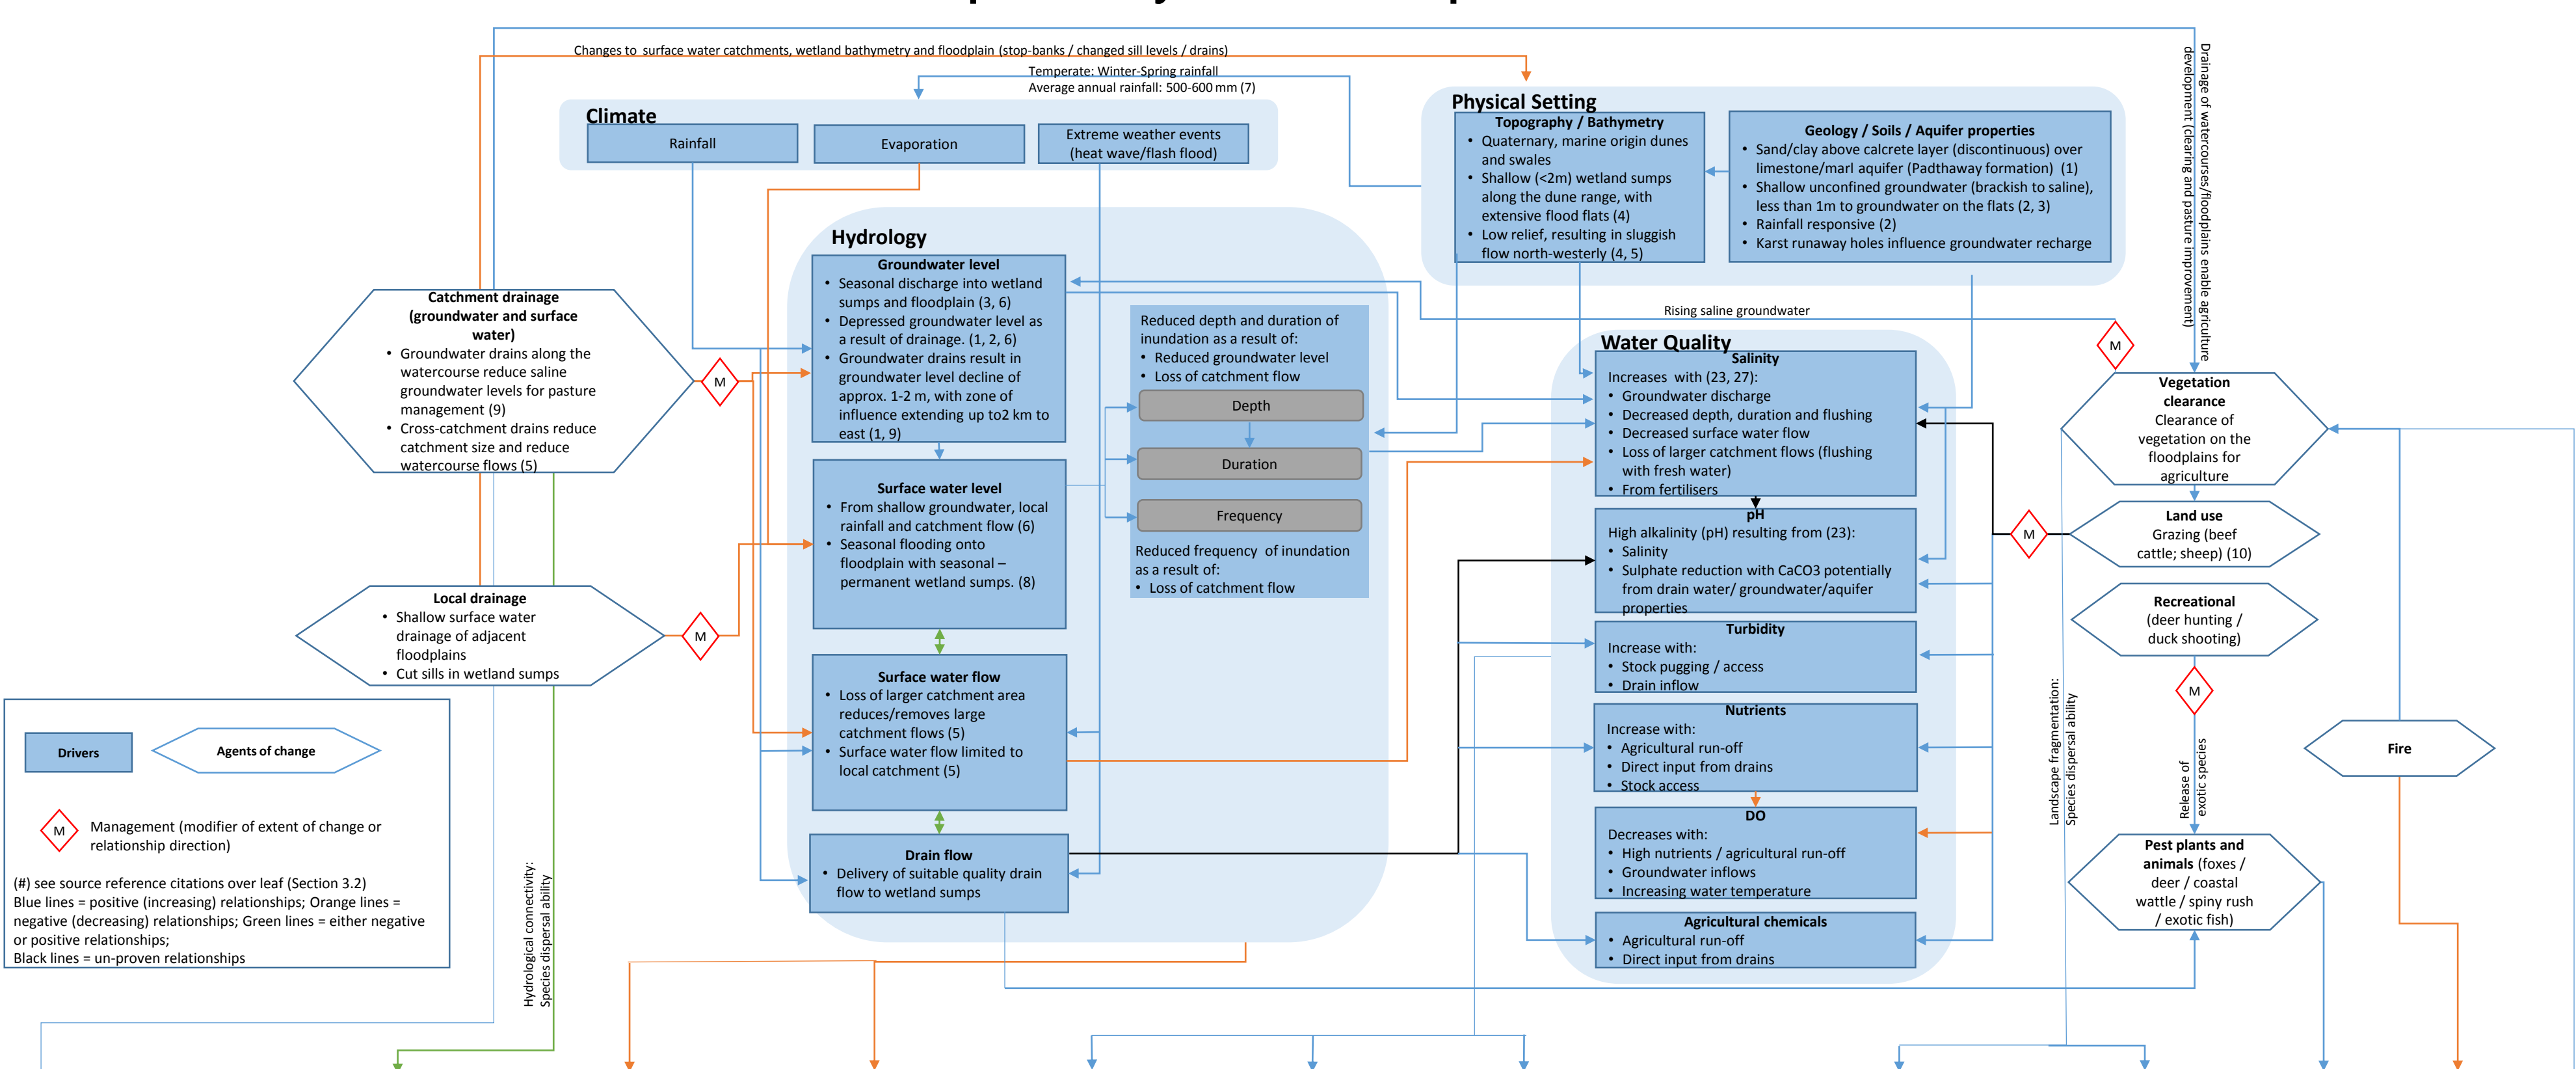 Changes to surface water catchments, wetland bathymetry and floodplain (stop-banks / changed sill levels / drains)
Temperate: Winter-Spring rainfall
Average annual rainfall: 500-600 mm (7)
Climate
Rainfall
Evaporation
Extreme weather events
(heat wave/flash flood)
Physical Setting
Topography / Bathymetry
• Quaternary, marine origin dunes
and swales
• Shallow (<2m) wetland sumps
along the dune range, with
extensive flood flats (4)
• Low relief, resulting in sluggish
flow north-westerly (4, 5)
Geology / Soils / Aquifer properties
• Sand/clay above calcrete layer (discontinuous) over
limestone/marl aquifer (Padthaway formation) (1)
• Shallow unconfined groundwater (brackish to saline),
less than 1m to groundwater on the flats (2, 3)
• Rainfall responsive (2)
• Karst runaway holes influence groundwater recharge
Drainage of watercourses/floodplains enable agriculture
development (clearing and pasture improvement)
Hydrology
Groundwater level
• Seasonal discharge into wetland
sumps and floodplain (3, 6)
• Depressed groundwater level as
a result of drainage. (1, 2, 6)
• Groundwater drains result in
groundwater level decline of
approx. 1-2 m, with zone of
influence extending up to2 km to
east (1, 9)
Surface water level
• From shallow groundwater, local
rainfall and catchment flow (6)
• Seasonal flooding onto
floodplain with seasonal –
permanent wetland sumps. (8)
Surface water flow
• Loss of larger catchment area
reduces/removes large
catchment flows (5)
• Surface water flow limited to
local catchment (5)
Drain flow
• Delivery of suitable quality drain
flow to wetland sumps
Reduced depth and duration of
inundation as a result of:
• Reduced groundwater level
• Loss of catchment flow
Depth
Duration
Frequency
Reduced frequency of inundation
as a result of:
• Loss of catchment flow
Catchment drainage
(groundwater and surface
water)
• Groundwater drains along the
watercourse reduce saline
groundwater levels for pasture
management (9)
• Cross-catchment drains reduce
catchment size and reduce
watercourse flows (5)
M
Local drainage
• Shallow surface water
drainage of adjacent
floodplains
• Cut sills in wetland sumps
M
Rising saline groundwater
Water Quality
Salinity
Increases with (23, 27):
• Groundwater discharge
• Decreased depth, duration and flushing
• Decreased surface water flow
• Loss of larger catchment flows (flushing
with fresh water)
• From fertilisers
pH
High alkalinity (pH) resulting from (23):
• Salinity
• Sulphate reduction with CaCO3 potentially
from drain water/ groundwater/aquifer
properties
Turbidity
Increase with:
• Stock pugging / access
• Drain inflow
Nutrients
Increase with:
• Agricultural run-off
• Direct input from drains
• Stock access
DO
Decreases with:
• High nutrients / agricultural run-off
• Groundwater inflows
• Increasing water temperature
Agricultural chemicals
• Agricultural run-off
• Direct input from drains
M
Vegetation
clearance
Clearance of
vegetation on the
floodplains for
agriculture
M
Land use
Grazing (beef
cattle; sheep) (10)
Recreational
(deer hunting /
duck shooting)
M
Release of
exotic species
Landscape fragmentation:
Species dispersal ability
Pest plants and
animals (foxes /
deer / coastal
wattle / spiny rush
/ exotic fish)
Fire
Drivers
Agents of change
M
Management (modifier of extent of change or
relationship direction)
(#) see source reference citations over leaf (Section 3.2)
Blue lines = positive (increasing) relationships; Orange lines =
negative (decreasing) relationships; Green lines = either negative
or positive relationships;
Black lines = un-proven relationships
Hydrological connectivity:
Species dispersal ability